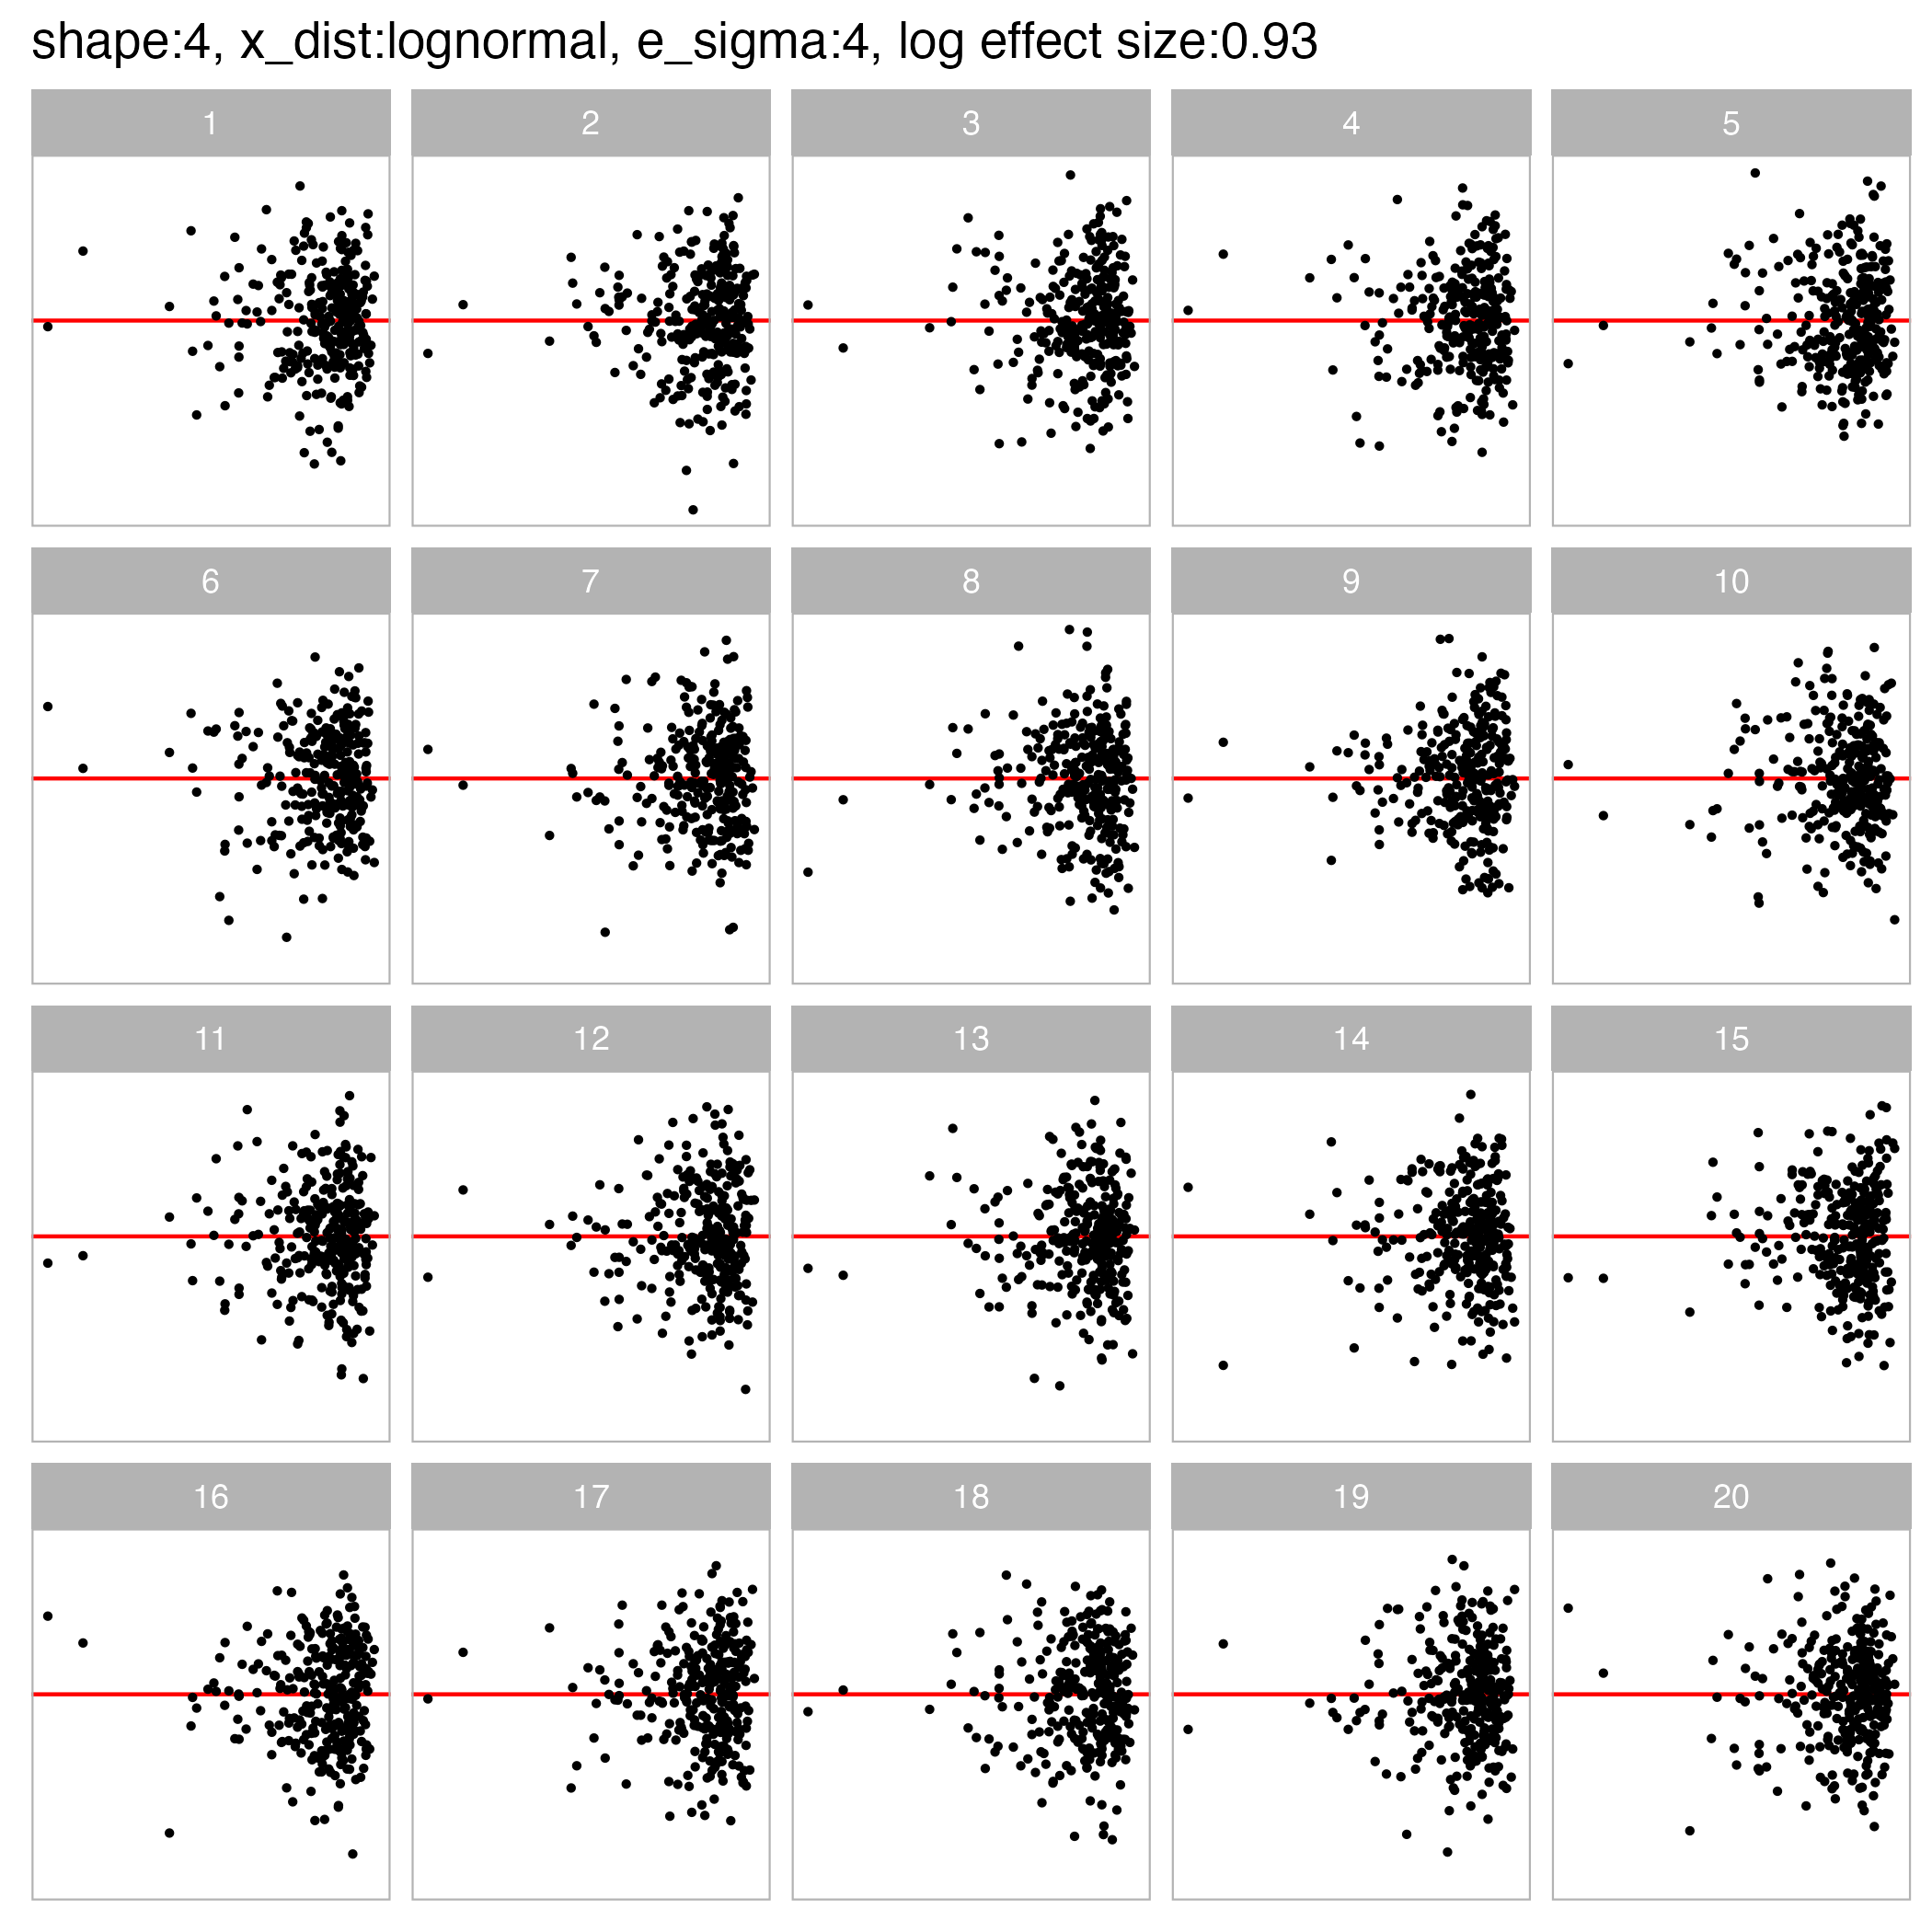 shape:4, x_dist:lognormal, e_sigma:4, log effect size:0.93
1 2 3 4 5
6 7 8 9 10
11 12 13 14 15
16 17 18 19 20